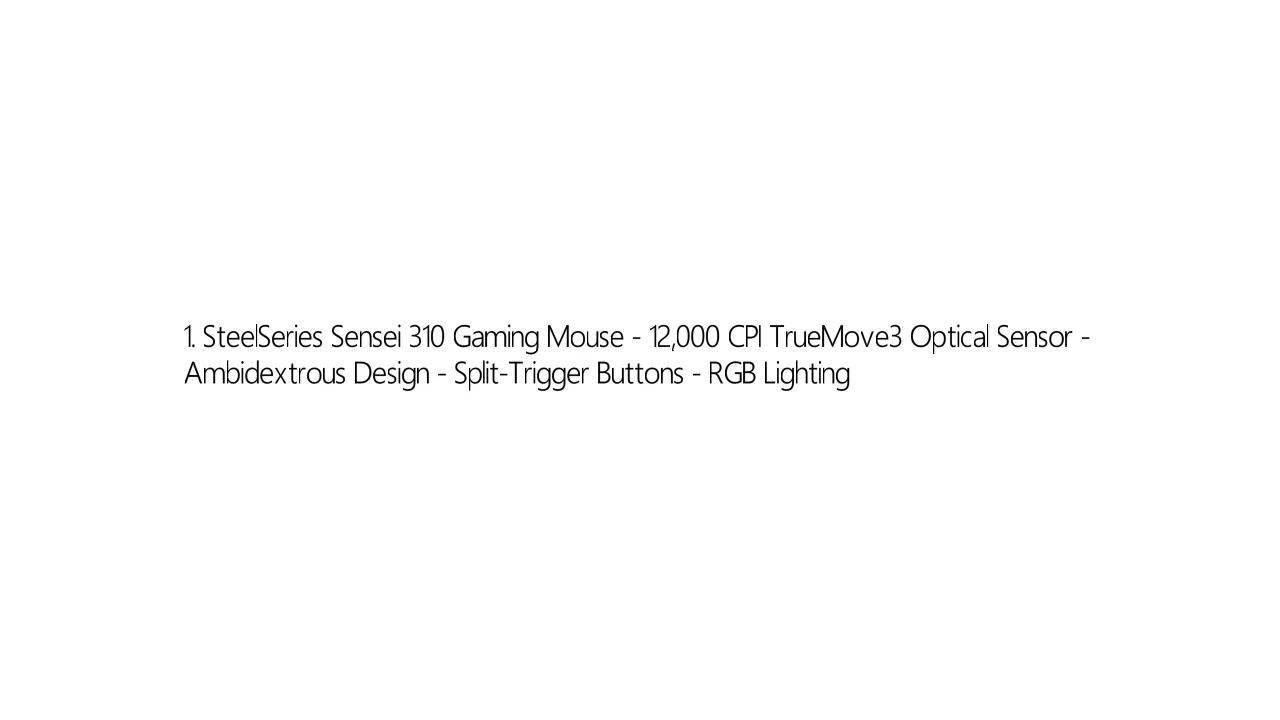 1. SteelSeries Sensei 310 Gaming Mouse - 12,000 CPI TrueMove3 Optical Sensor -
Ambidextrous Design - Split-Trigger Buttons - RGB Lighting